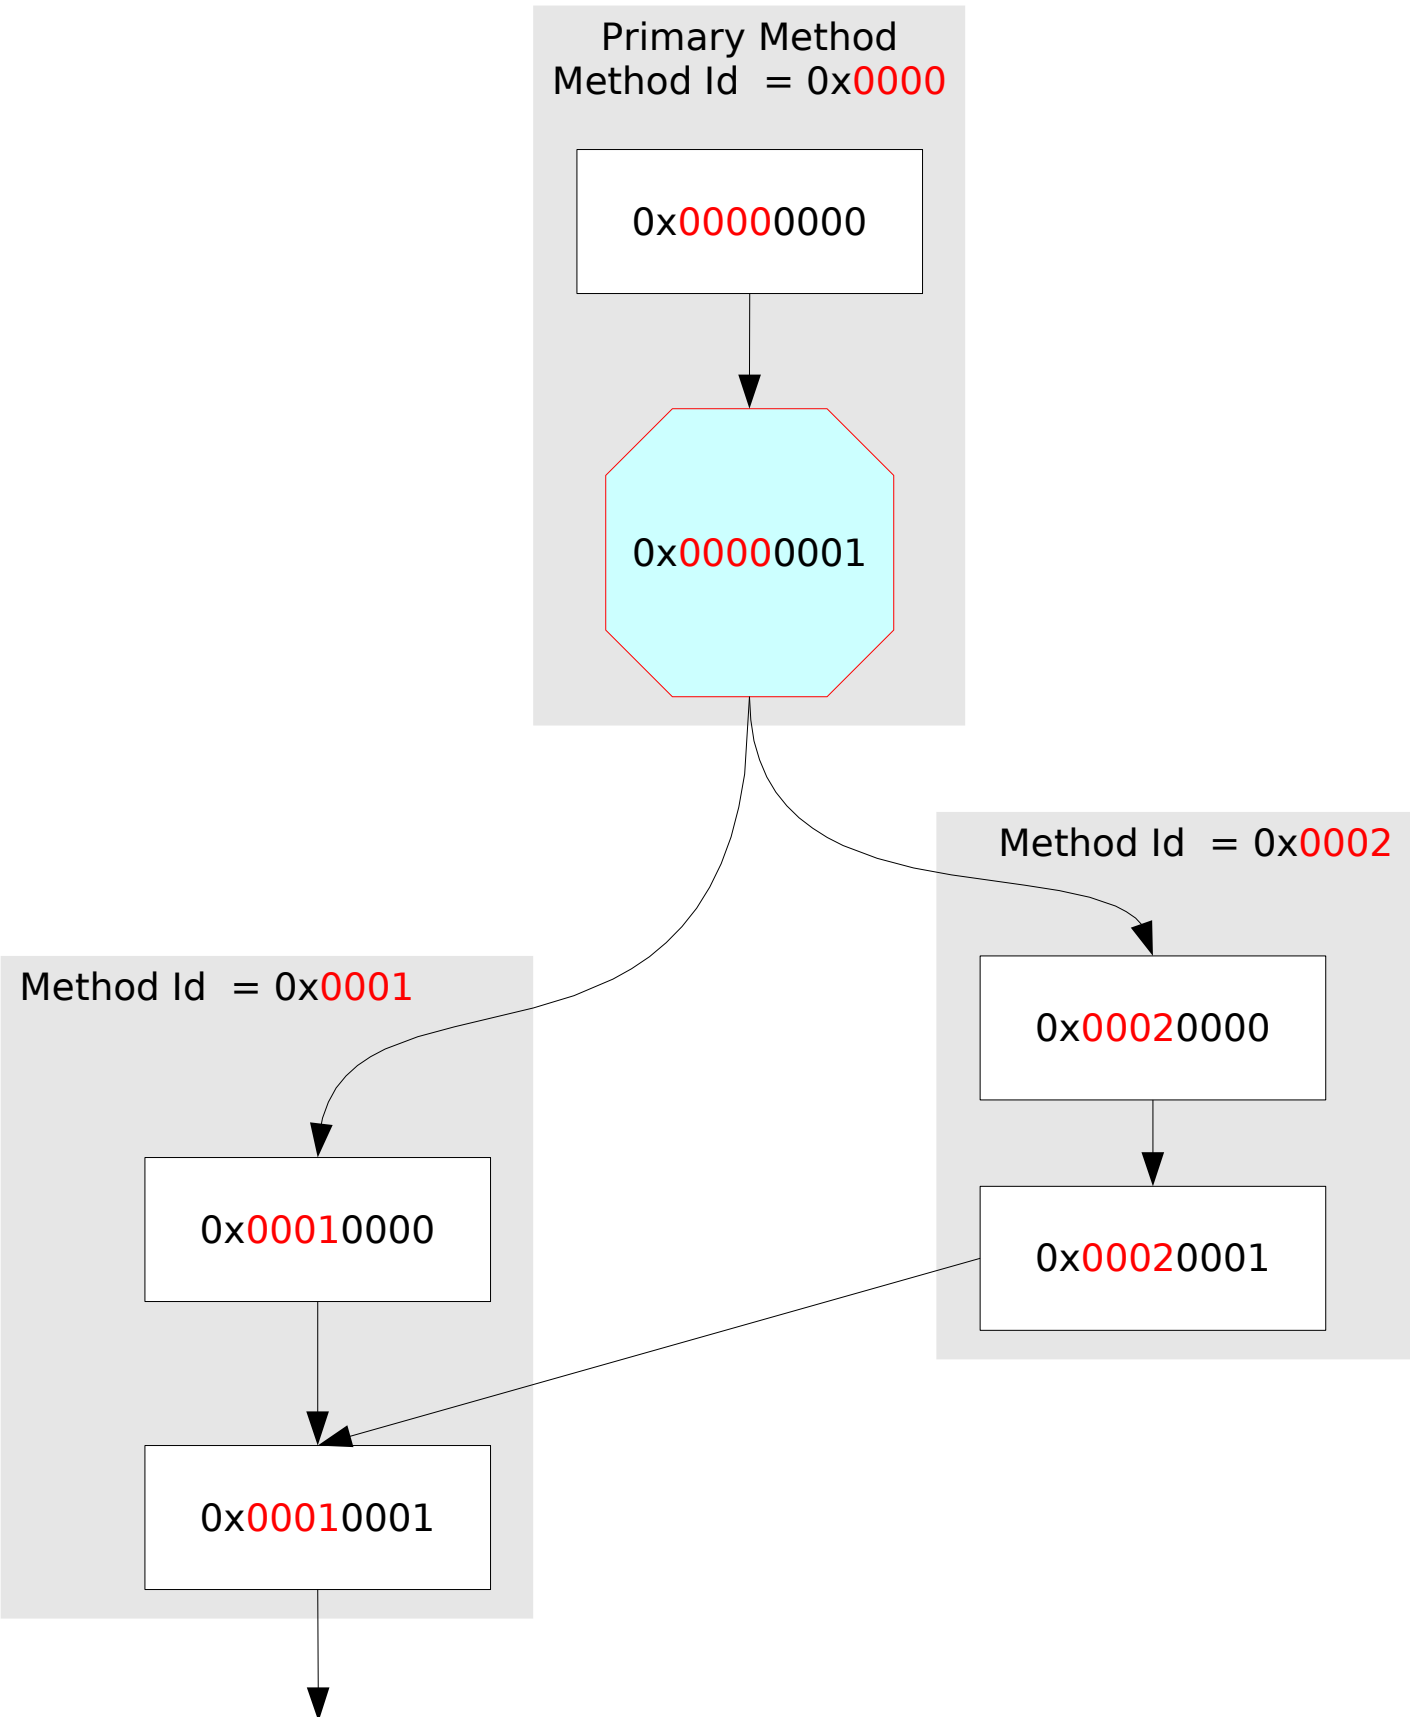 Primary Method
Method Id  = 0x0000
0x00000000
0x00000001
Method Id  = 0x0002
Method Id  = 0x0001
0x00020000
0x00010000
0x00020001
0x00010001